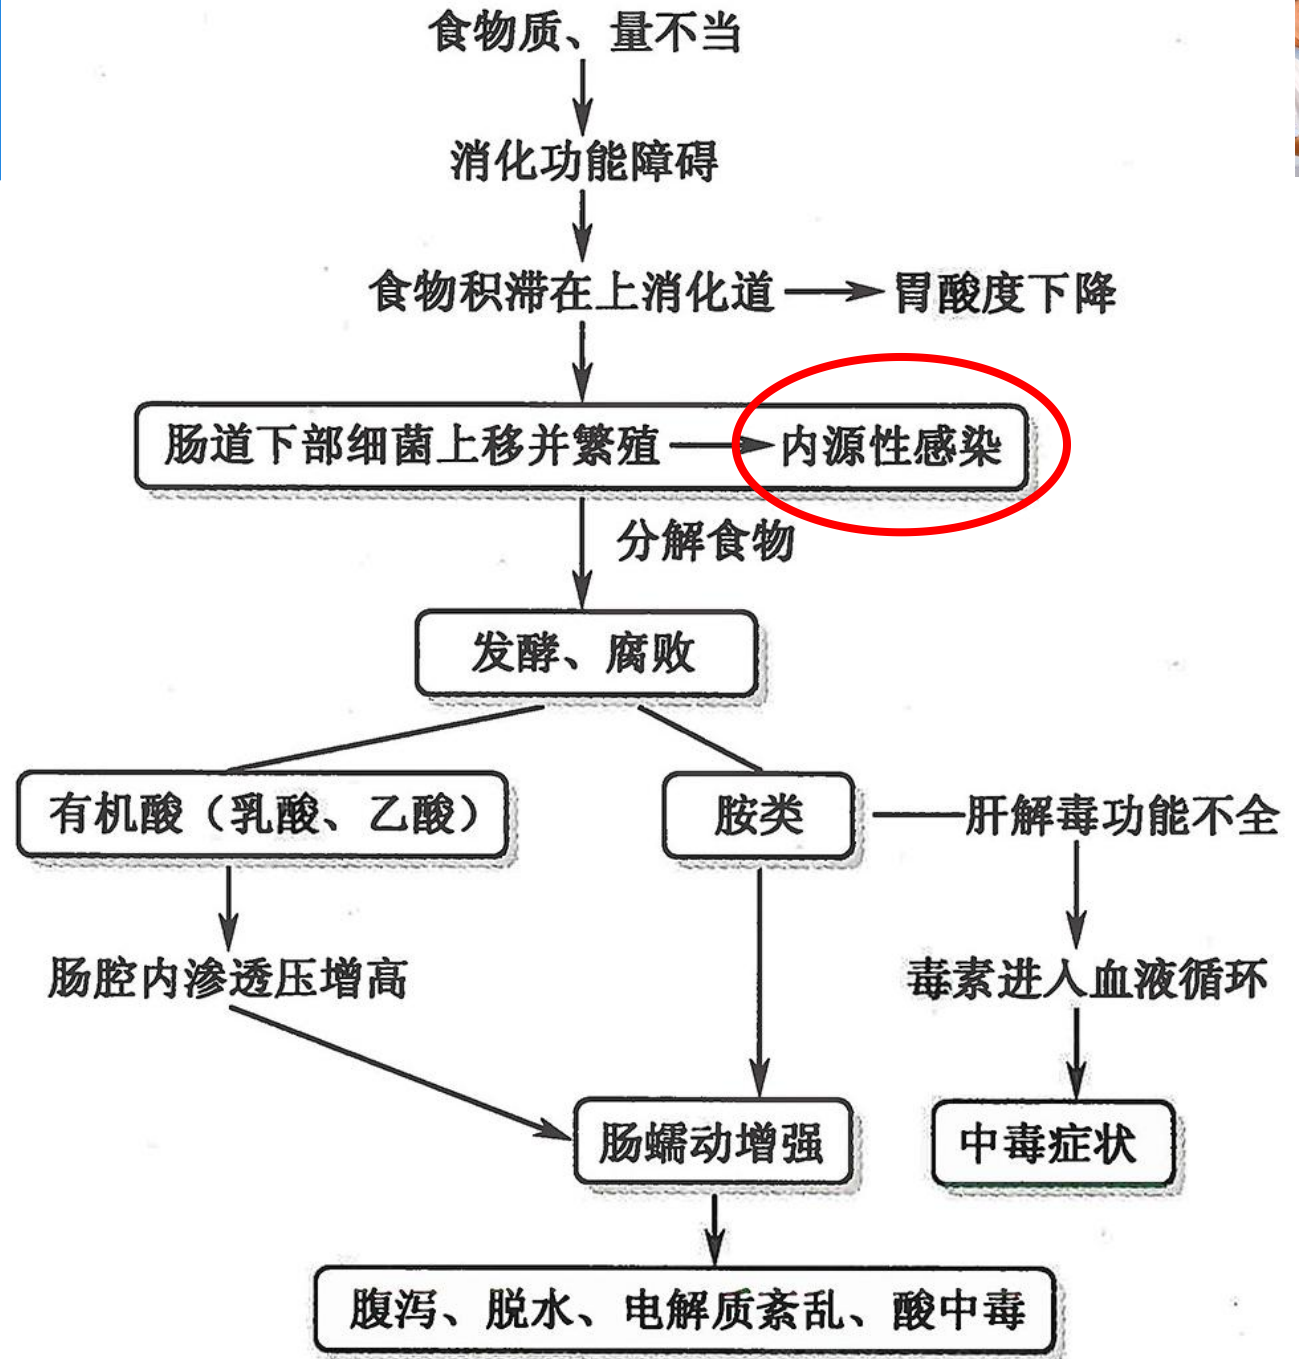 食物质、量不当
消化功能障碍
食物积滞在上消化道
胃酸度下降
肠道下部细菌上移并繁殖
内源性感染
分解食物
发酵、腐败
有机酸（乳酸、乙酸）
胺类
肝解毒功能不全
肠腔内渗透压增高
毒素进入血液循环
肠蠕动增强
中毒症状
腹泻、脱水、电解质紊乱、酸中毒